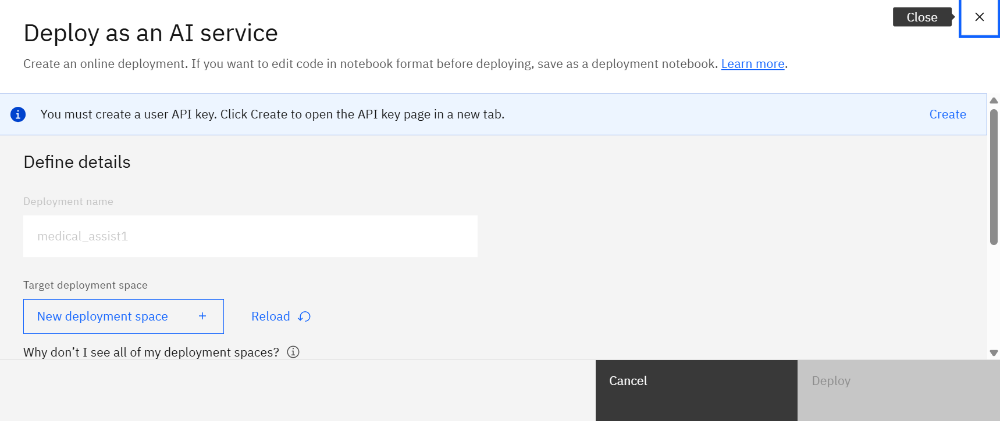 Close
Deploy as an AI service
Create an online deployment. If you want to edit code in notebook format before deploying, save as a deployment notebook. Learn more.
You must create a user API key. Click Create to open the API key page in a new tab. Create
Define details
Deployment name
medical_assist1
Target deployment space
New deployment space + Reload
Why don’t I see all of my deployment spaces?
Cancel Deploy